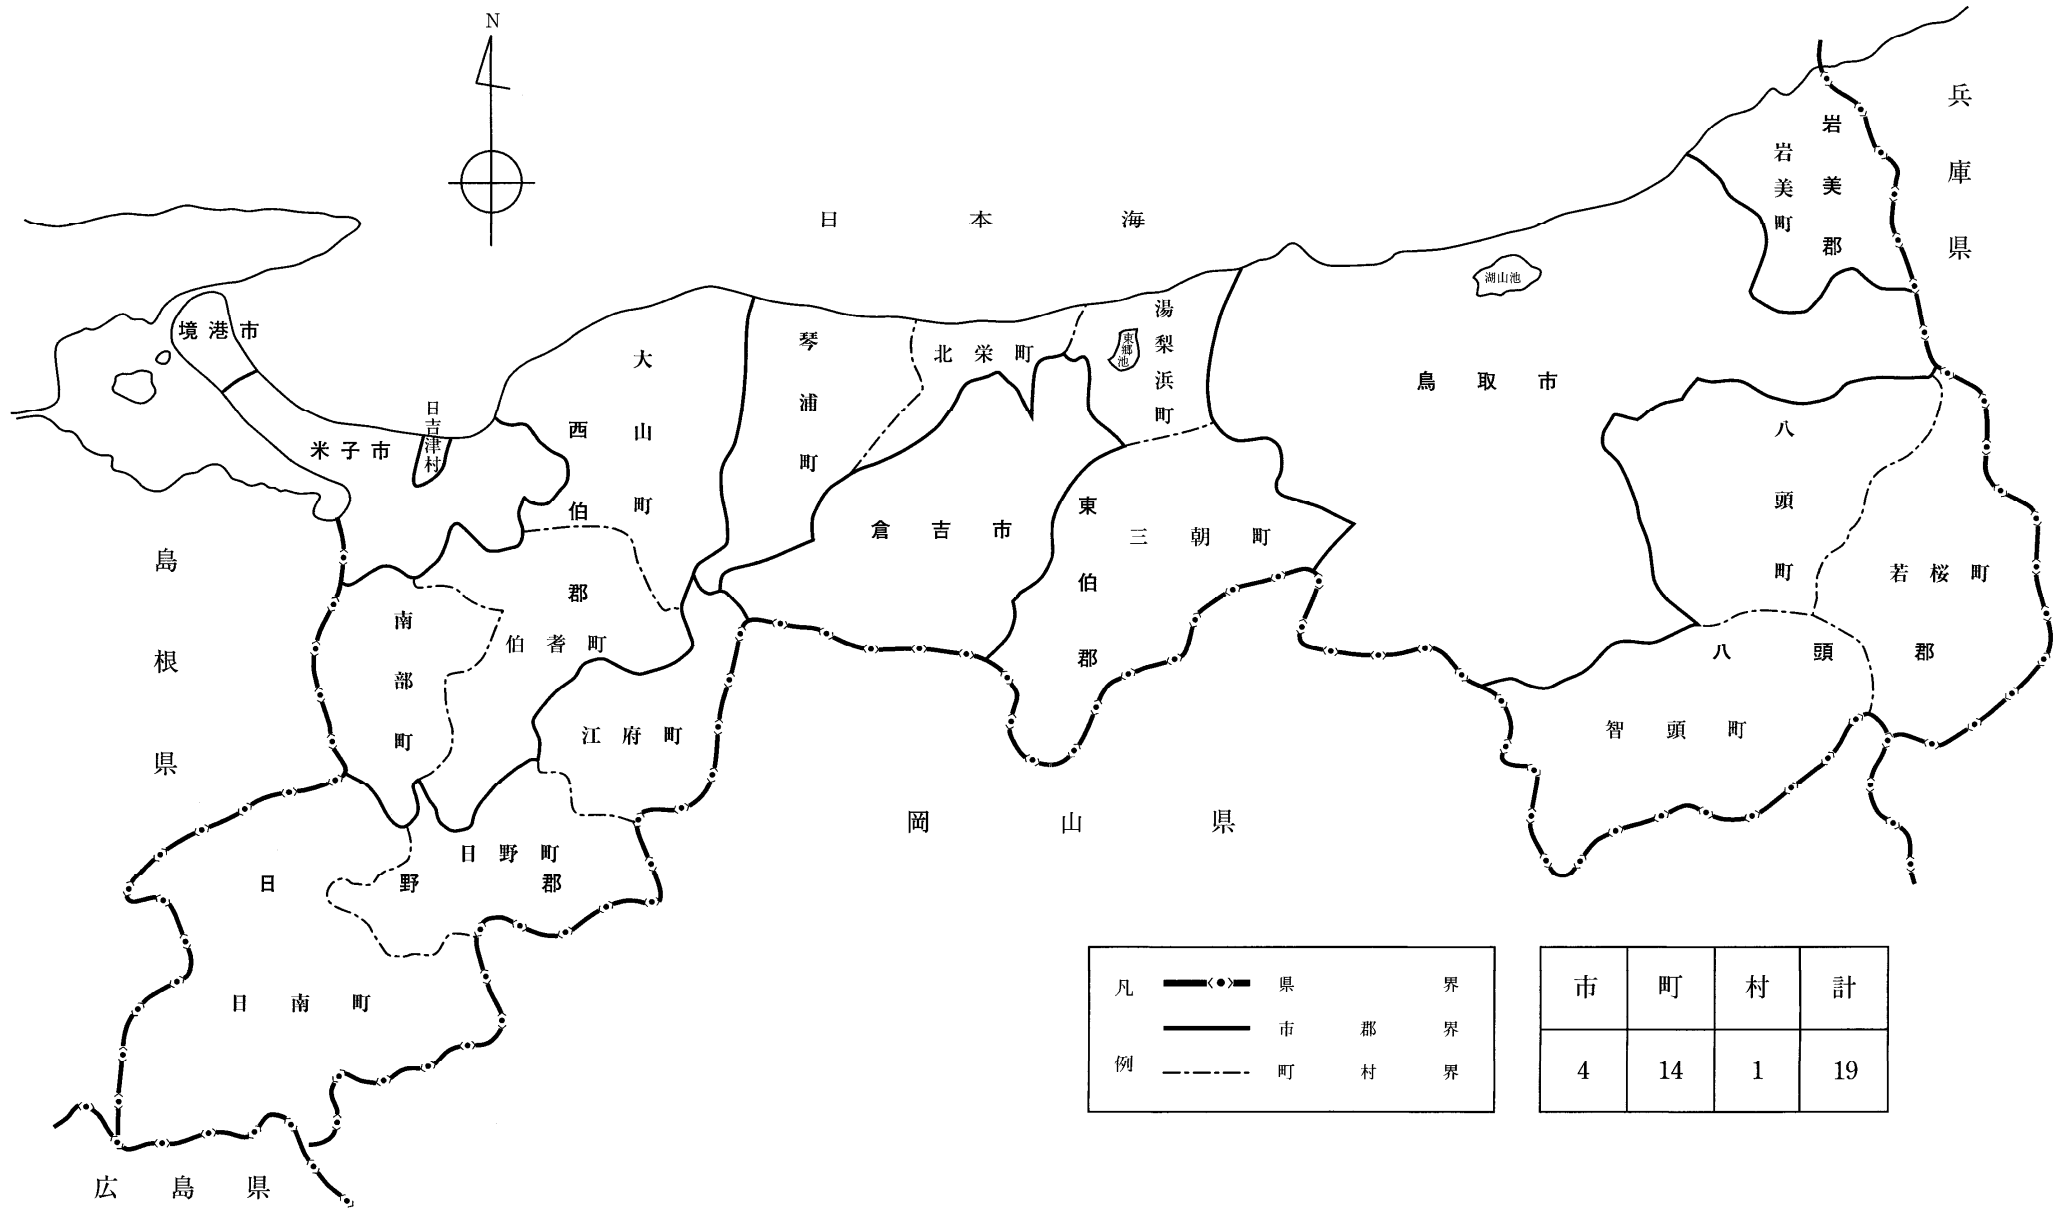 N
日本海
兵庫県
岩美郡
岩美町
湖山池
鳥取市
湯梨浜町
東郷池
北栄町
琴浦町
大山町
西伯郡
境港市
米子市
日吉津村
倉吉市
東伯郡
三朝町
八頭町
若桜町
八頭郡
智頭町
伯耆町
南部町
江府町
日野町
日野郡
日南町
島根県
岡山県
広島県
凡例
県界
市郡界
町村界
市 町 村 計
4 14 1 19